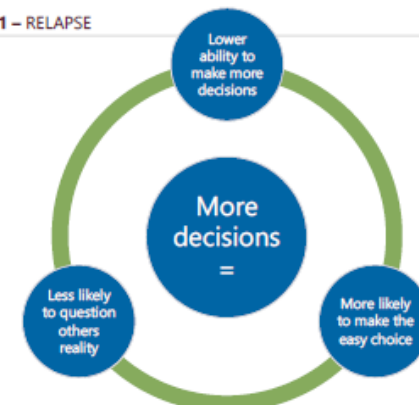 1 – RELAPSE
Lower
ability to
make more
decisions
More
decisions
=
Less likely
to question
others
reality
More likely
to make the
easy choice